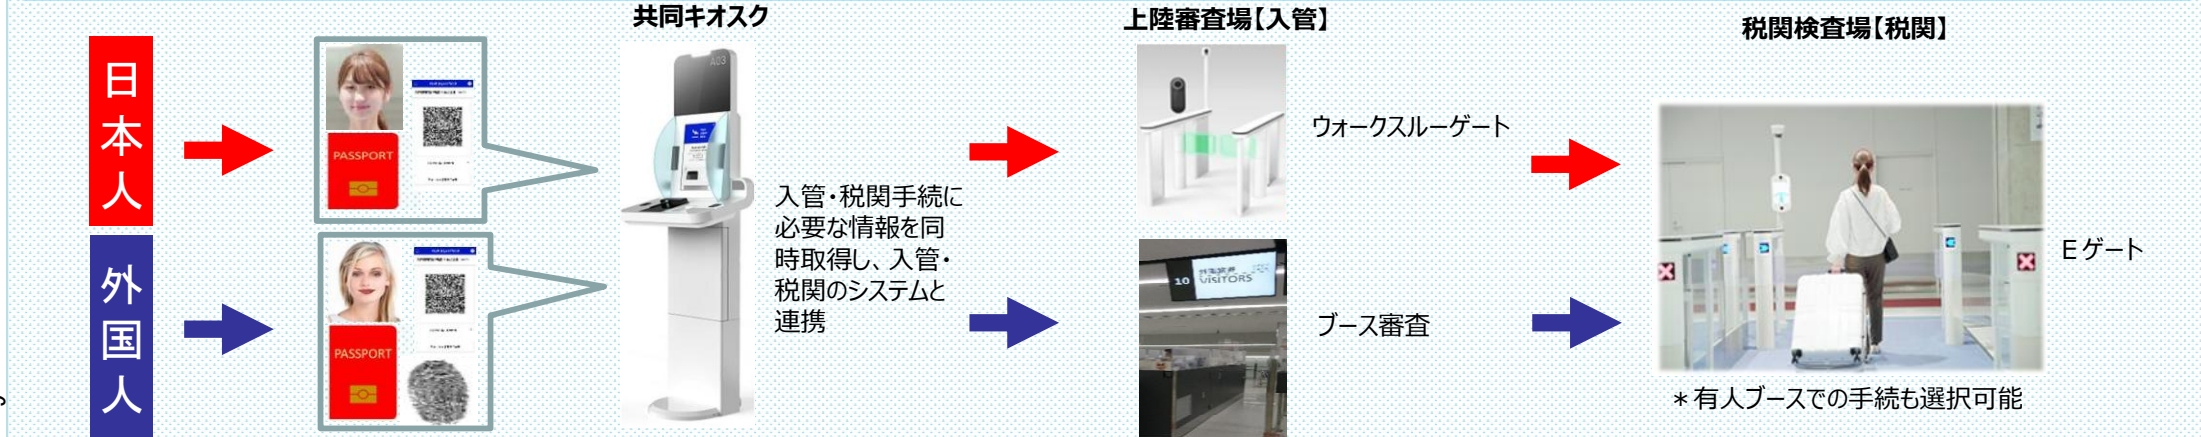 共同キオスク
上陸審査場【入管】
税関検査場【税関】
日本人
PASSPORT
A03
ウォークスルーゲート
入管・税関手続に
必要な情報を同
時取得し、入管・
税関のシステムと
連携
外国人
PASSPORT
10
VISITORS
ブース審査
Eゲート
＊有人ブースでの手続も選択可能